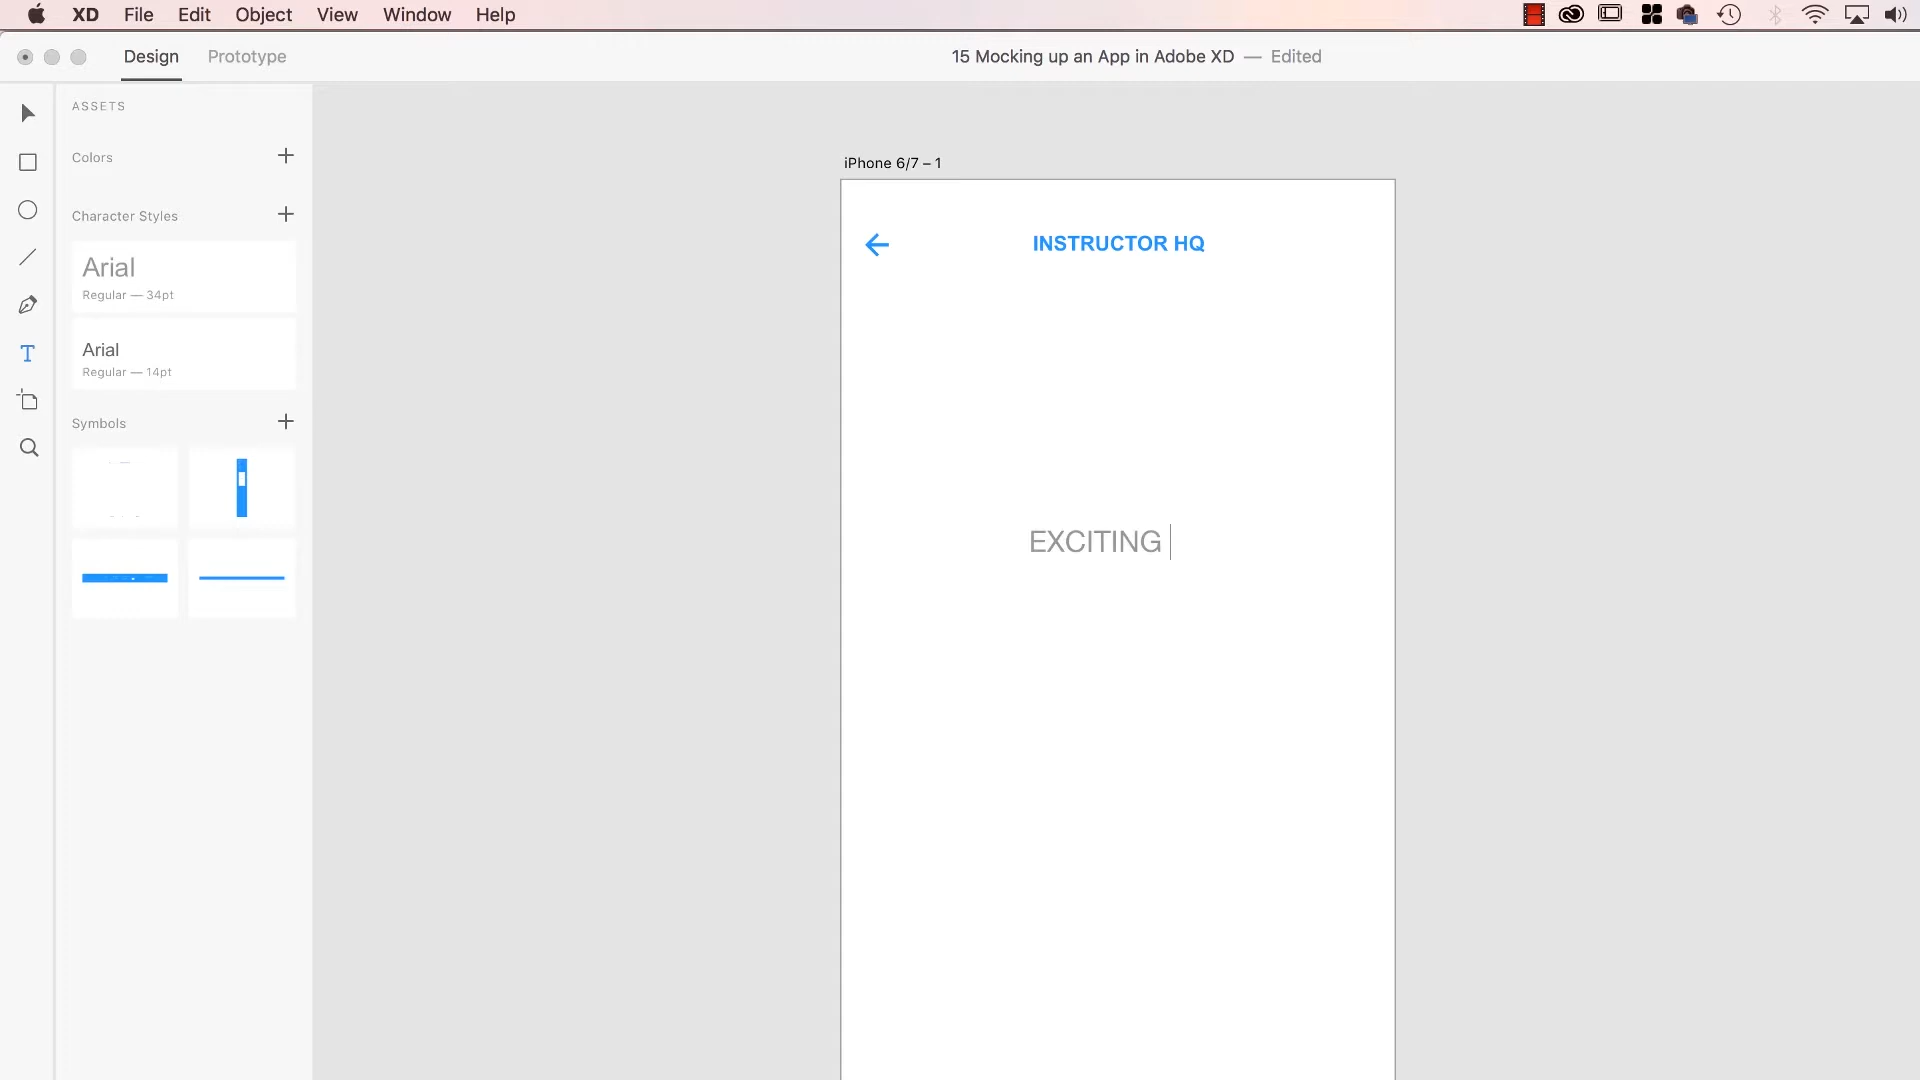 XD File Edit Object View Window Help
Design Prototype 15 Mocking up an App in Adobe XD — Edited
ASSETS
Colors
Character Styles
Arial
Regular — 34pt
Arial
Regular — 14pt
Symbols
iPhone 6/7 – 1
INSTRUCTOR HQ
EXCITING